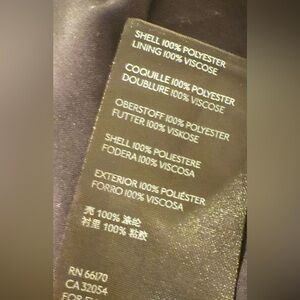 SHELL 100% POLYESTER
LINING 100% VISCOSE
COQUILLE 100% POLYESTER
DOUBLURE 100% VISCOSE
OBERSTOFF 100% POLYESTER
FUTTER 100% VISKOSE
SHELL 100% POLIESTERE
FODERA 100% VISCOSA
EXTERIOR 100% POLIÉSTER
FORRO 100% VISCOSA
100% 涤纶
衬里 100% 粘胶
RN 66170
CA 32054
FOR